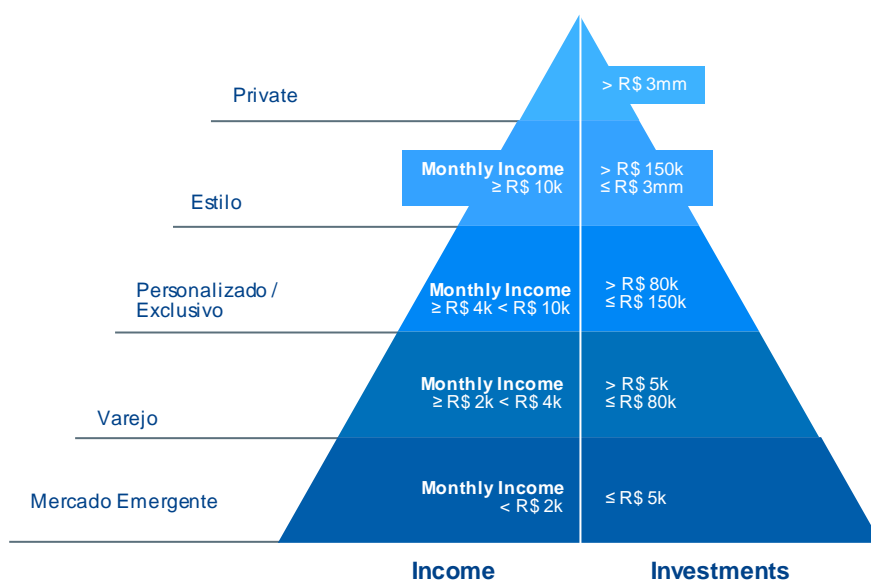 Private
> R$ 3mm
Estilo
Monthly Income
≥ R$ 10k
> R$ 150k
≤ R$ 3mm
Personalizado /
Exclusivo
Monthly Income
≥ R$ 4k < R$ 10k
> R$ 80k
≤ R$ 150k
Varejo
Monthly Income
≥ R$ 2k < R$ 4k
> R$ 5k
≤ R$ 80k
Mercado Emergente
Monthly Income
< R$ 2k
≤ R$ 5k
Income
Investments